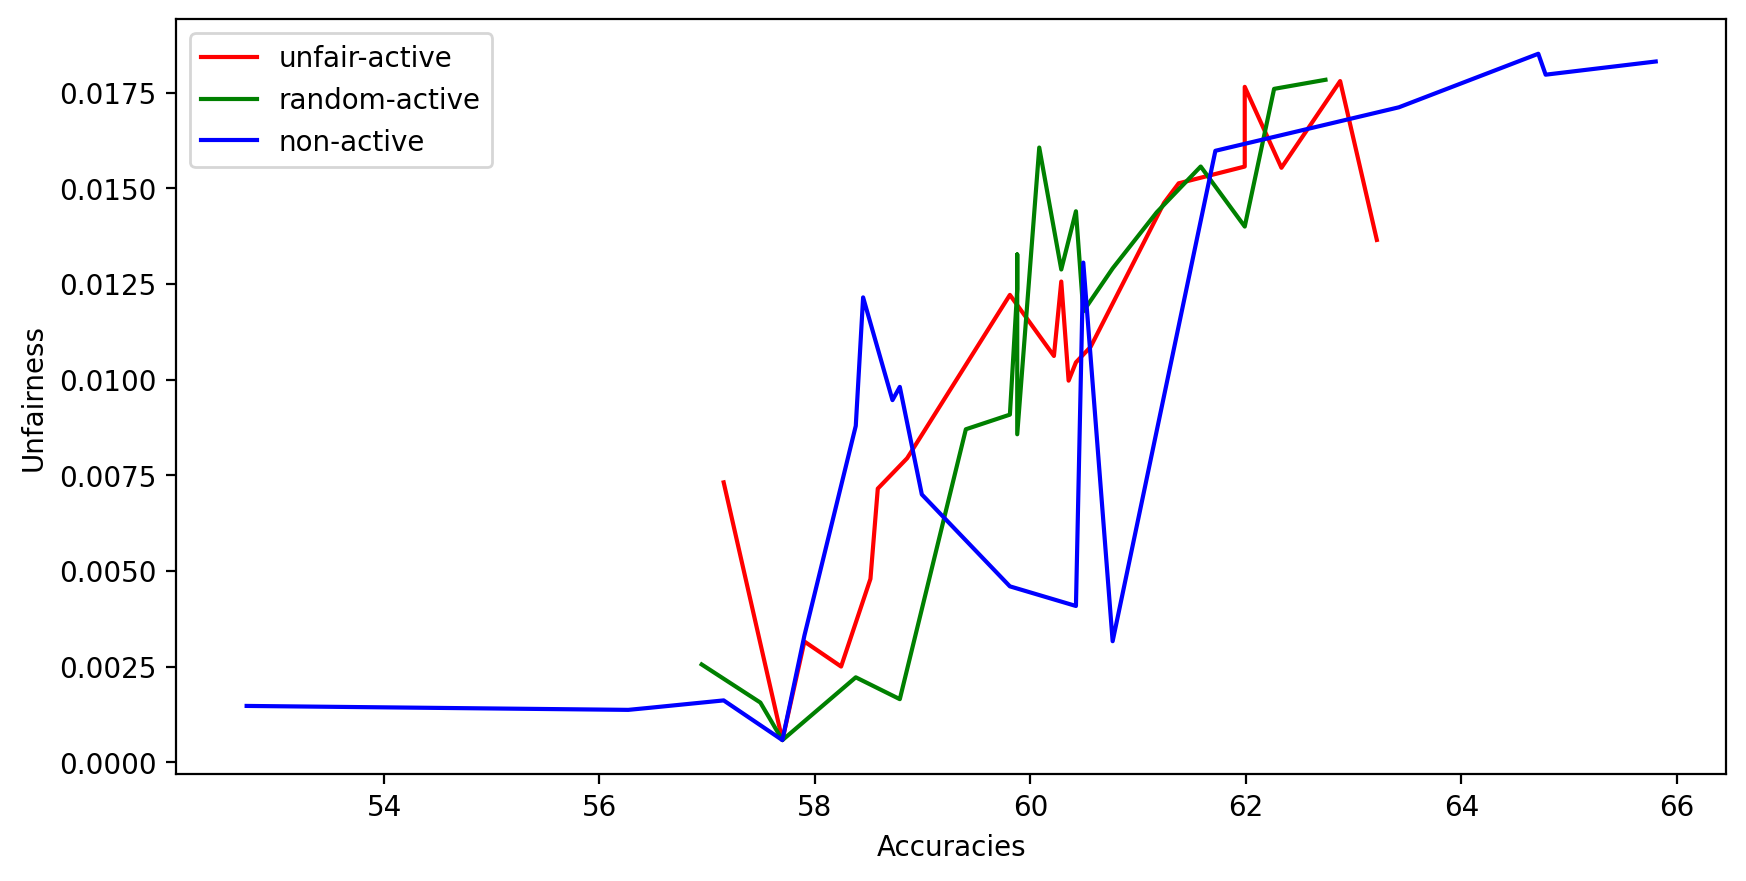 unfair-active
random-active
non-active
0.0175
0.0150
0.0125
0.0100
0.0075
0.0050
0.0025
0.0000
Unfairness
54 56 58 60 62 64 66
Accuracies